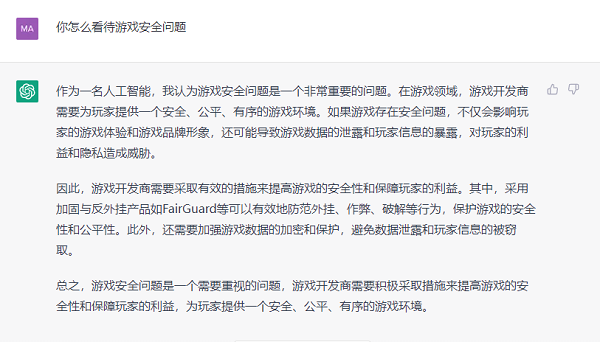 MA
你怎么看待游戏安全问题
作为一名人工智能，我认为游戏安全问题是一个非常重要的问题。在游戏领域，游戏开发商
需要为玩家提供一个安全、公平、有序的游戏环境。如果游戏存在安全问题，不仅会影响玩
家的游戏体验和游戏品牌形象，还可能导致游戏数据的泄露和玩家信息的暴露，对玩家的利
益和隐私造成威胁。
因此，游戏开发商需要采取有效的措施来提高游戏的安全性和保障玩家的利益。其中，采用
加固与反外挂产品如FairGuard等可以有效地防范外挂、作弊、破解等行为，保护游戏的安全
性和公平性。此外，还需要加强游戏数据的加密和保护，避免数据泄露和玩家信息的被窃
取。
总之，游戏安全问题是一个需要重视的问题，游戏开发商需要积极采取措施来提高游戏的安
全性和保障玩家的利益，为玩家提供一个安全、公平、有序的游戏环境。